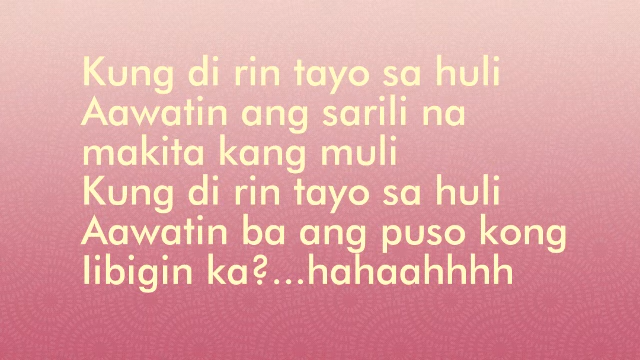 Kung di rin tayo sa huli
Aawatin ang sarili na
makita kang muli
Kung di rin tayo sa huli
Aawatin ba ang puso kong
Iibigin ka?...hahaahhhh